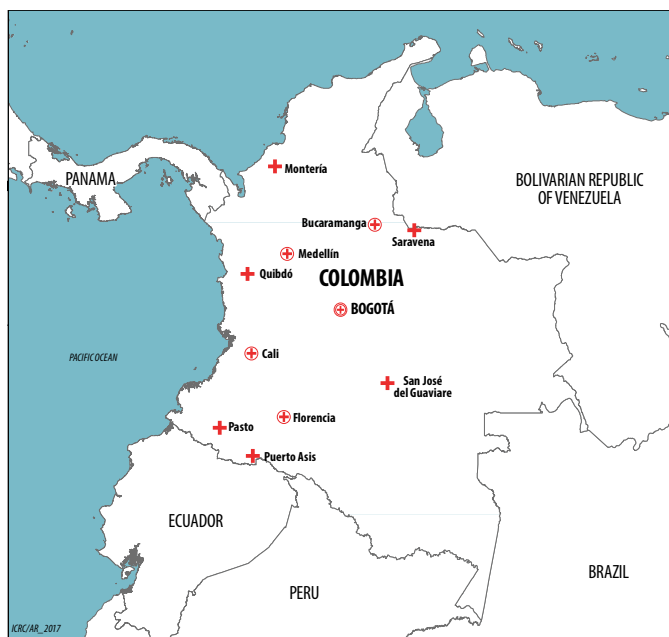 Montería
PANAMA
BOLIVARIAN REPUBLIC
OF VENEZUELA
Bucaramanga
Saravena
Medellín
Quibdó
COLOMBIA
BOGOTÁ
PACIFIC OCEAN
Cali
San José
del Guaviare
Florencia
Pasto
Puerto Asis
ECUADOR
BRAZIL
PERU
ICRC/AR_2017